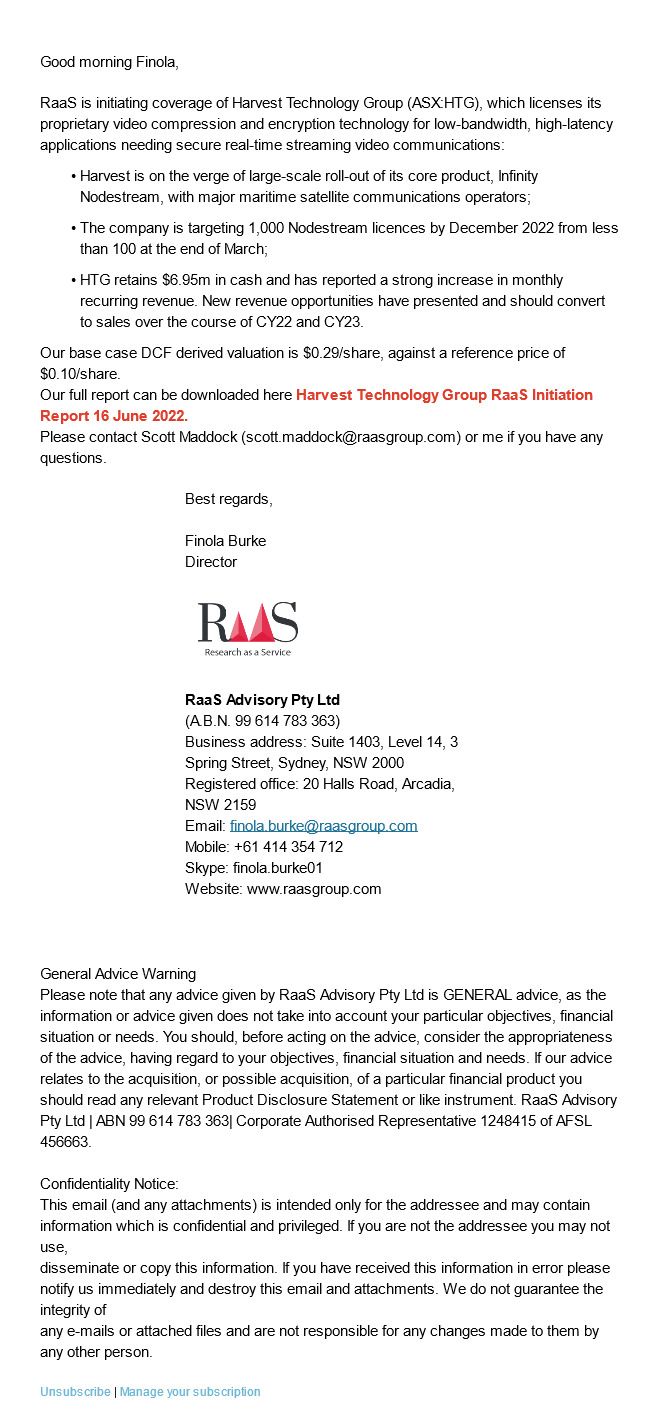 Good morning Finola,
RaaS is initiating coverage of Harvest Technology Group (ASX:HTG), which licenses its
proprietary video compression and encryption technology for low-bandwidth, high-latency
applications needing secure real-time streaming video communications:
• Harvest is on the verge of large-scale roll-out of its core product, Infinity
Nodestream, with major maritime satellite communications operators;
• The company is targeting 1,000 Nodestream licences by December 2022 from less
than 100 at the end of March;
• HTG retains $6.95m in cash and has reported a strong increase in monthly
recurring revenue. New revenue opportunities have presented and should convert
to sales over the course of CY22 and CY23.
Our base case DCF derived valuation is $0.29/share, against a reference price of
$0.10/share.
Our full report can be downloaded here Harvest Technology Group RaaS Initiation
Report 16 June 2022.
Please contact Scott Maddock (scott.maddock@raasgroup.com) or me if you have any
questions.
Best regards,
Finola Burke
Director
RAAS
Research as a Service
RaaS Advisory Pty Ltd
(A.B.N. 99 614 783 363)
Business address: Suite 1403, Level 14, 3
Spring Street, Sydney, NSW 2000
Registered office: 20 Halls Road, Arcadia,
NSW 2159
Email: finola.burke@raasgroup.com
Mobile: +61 414 354 712
Skype: finola.burke01
Website: www.raasgroup.com
General Advice Warning
Please note that any advice given by RaaS Advisory Pty Ltd is GENERAL advice, as the
information or advice given does not take into account your particular objectives, financial
situation or needs. You should, before acting on the advice, consider the appropriateness
of the advice, having regard to your objectives, financial situation and needs. If our advice
relates to the acquisition, or possible acquisition, of a particular financial product you
should read any relevant Product Disclosure Statement or like instrument. RaaS Advisory
Pty Ltd | ABN 99 614 783 363| Corporate Authorised Representative 1248415 of AFSL
456663.
Confidentiality Notice:
This email (and any attachments) is intended only for the addressee and may contain
information which is confidential and privileged. If you are not the addressee you may not
use,
disseminate or copy this information. If you have received this information in error please
notify us immediately and destroy this email and attachments. We do not guarantee the
integrity of
any e-mails or attached files and are not responsible for any changes made to them by
any other person.
Unsubscribe | Manage your subscription